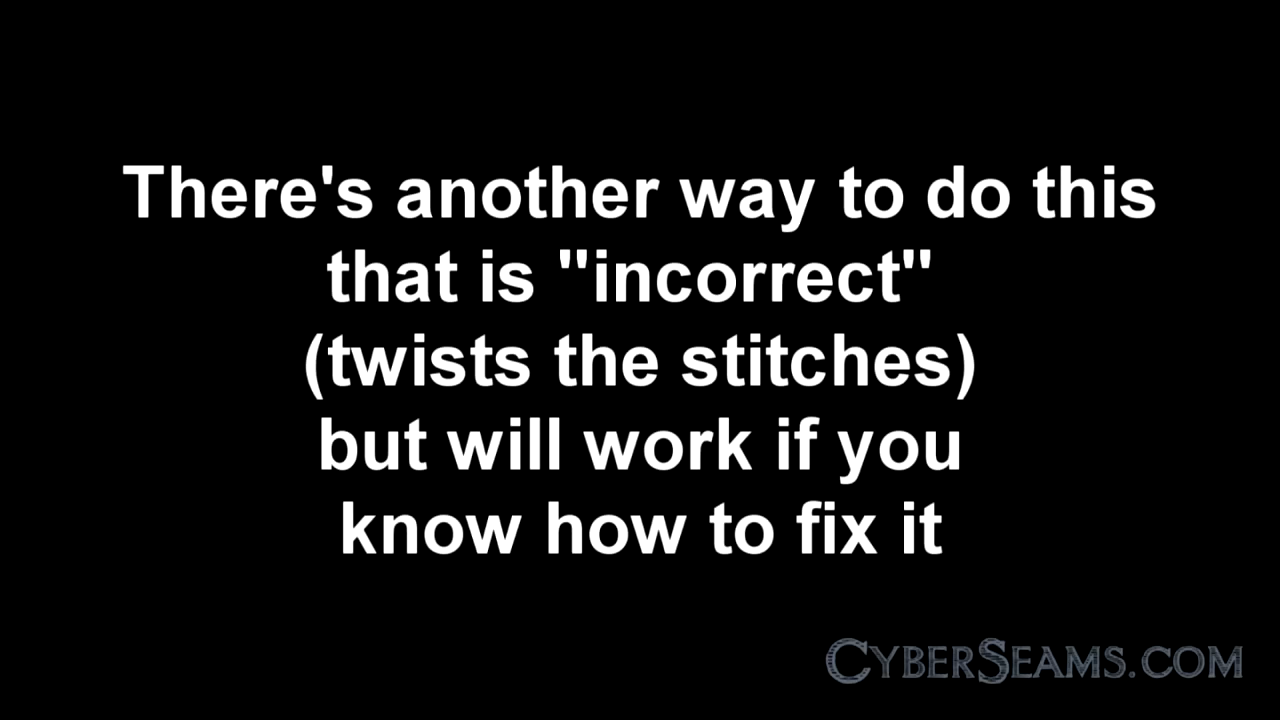 There's another way to do this
that is "incorrect"
(twists the stitches)
but will work if you
know how to fix it
CYBERSEAMS.COM